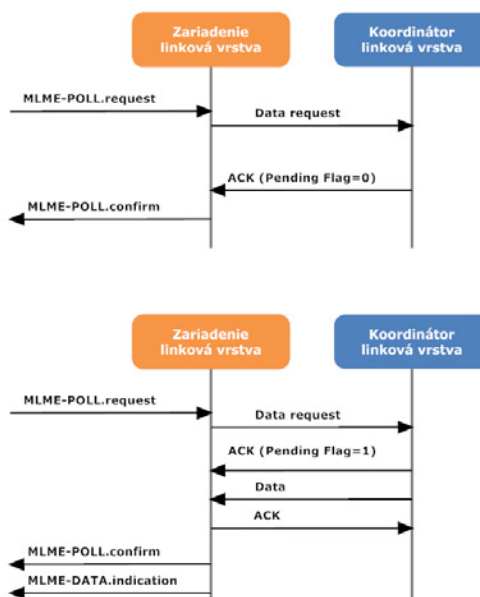 Zariadenie
linková vrstva
Koordinátor
linková vrstva
MLME-POLL.request
Data request
ACK (Pending Flag=0)
MLME-POLL.confirm
Zariadenie
linková vrstva
Koordinátor
linková vrstva
MLME-POLL.request
Data request
ACK (Pending Flag=1)
Data
ACK
MLME-POLL.confirm
MLME-DATA.indication